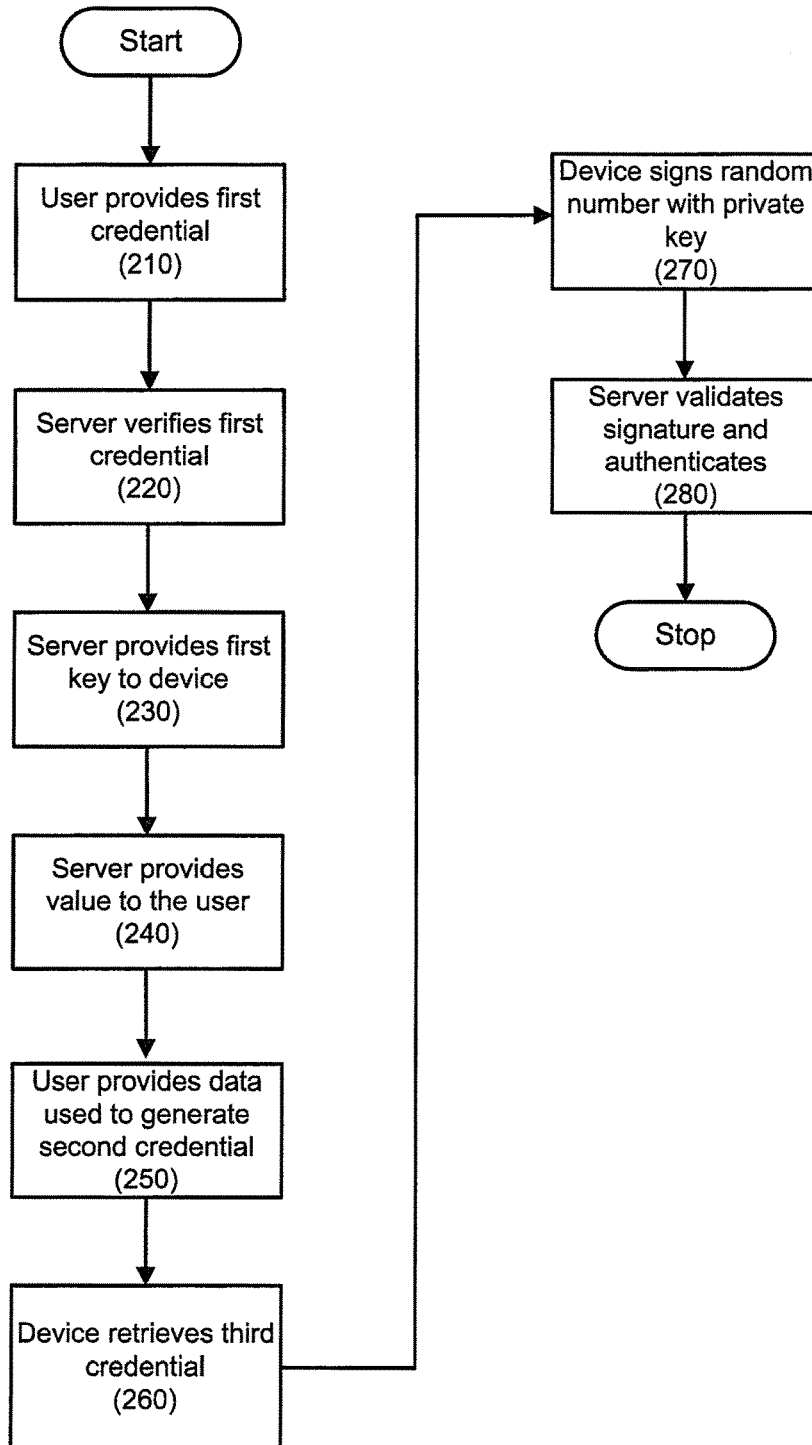 Start
User provides first
credential
(210)
Server verifies first
credential
(220)
Server provides first
key to device
(230)
Server provides
value to the user
(240)
User provides data
used to generate
second credential
(250)
Device retrieves third
credential
(260)
Device signs random
number with private
key
(270)
Server validates
signature and
authenticates
(280)
Stop